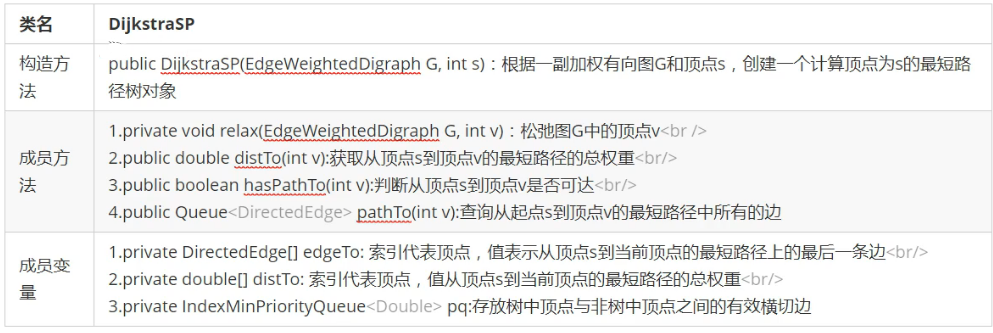 类名 DijkstraSP
构造方法 public DijkstraSP(EdgeWeightedDigraph G, int s)：根据一副加权有向图G和顶点s，创建一个计算顶点为s的最短路径树对象
成员方法 1.private void relax(EdgeWeightedDigraph G, int v)：松弛图G中的顶点v<br />
2.public double distTo(int v):获取从顶点s到顶点v的最短路径的总权重<br/>
3.public boolean hasPathTo(int v):判断从顶点s到顶点v是否可达<br/>
4.public Queue<DirectedEdge> pathTo(int v):查询从起点s到顶点v的最短路径中所有的边
成员变量 1.private DirectedEdge[] edgeTo: 索引代表顶点，值表示从顶点s到当前顶点的最短路径上的最后一条边<br/>
2.private double[] distTo: 索引代表顶点，值从顶点s到当前顶点的最短路径的总权重<br/>
3.private IndexMinPriorityQueue<Double> pq:存放树中顶点与非树中顶点之间的有效横切边